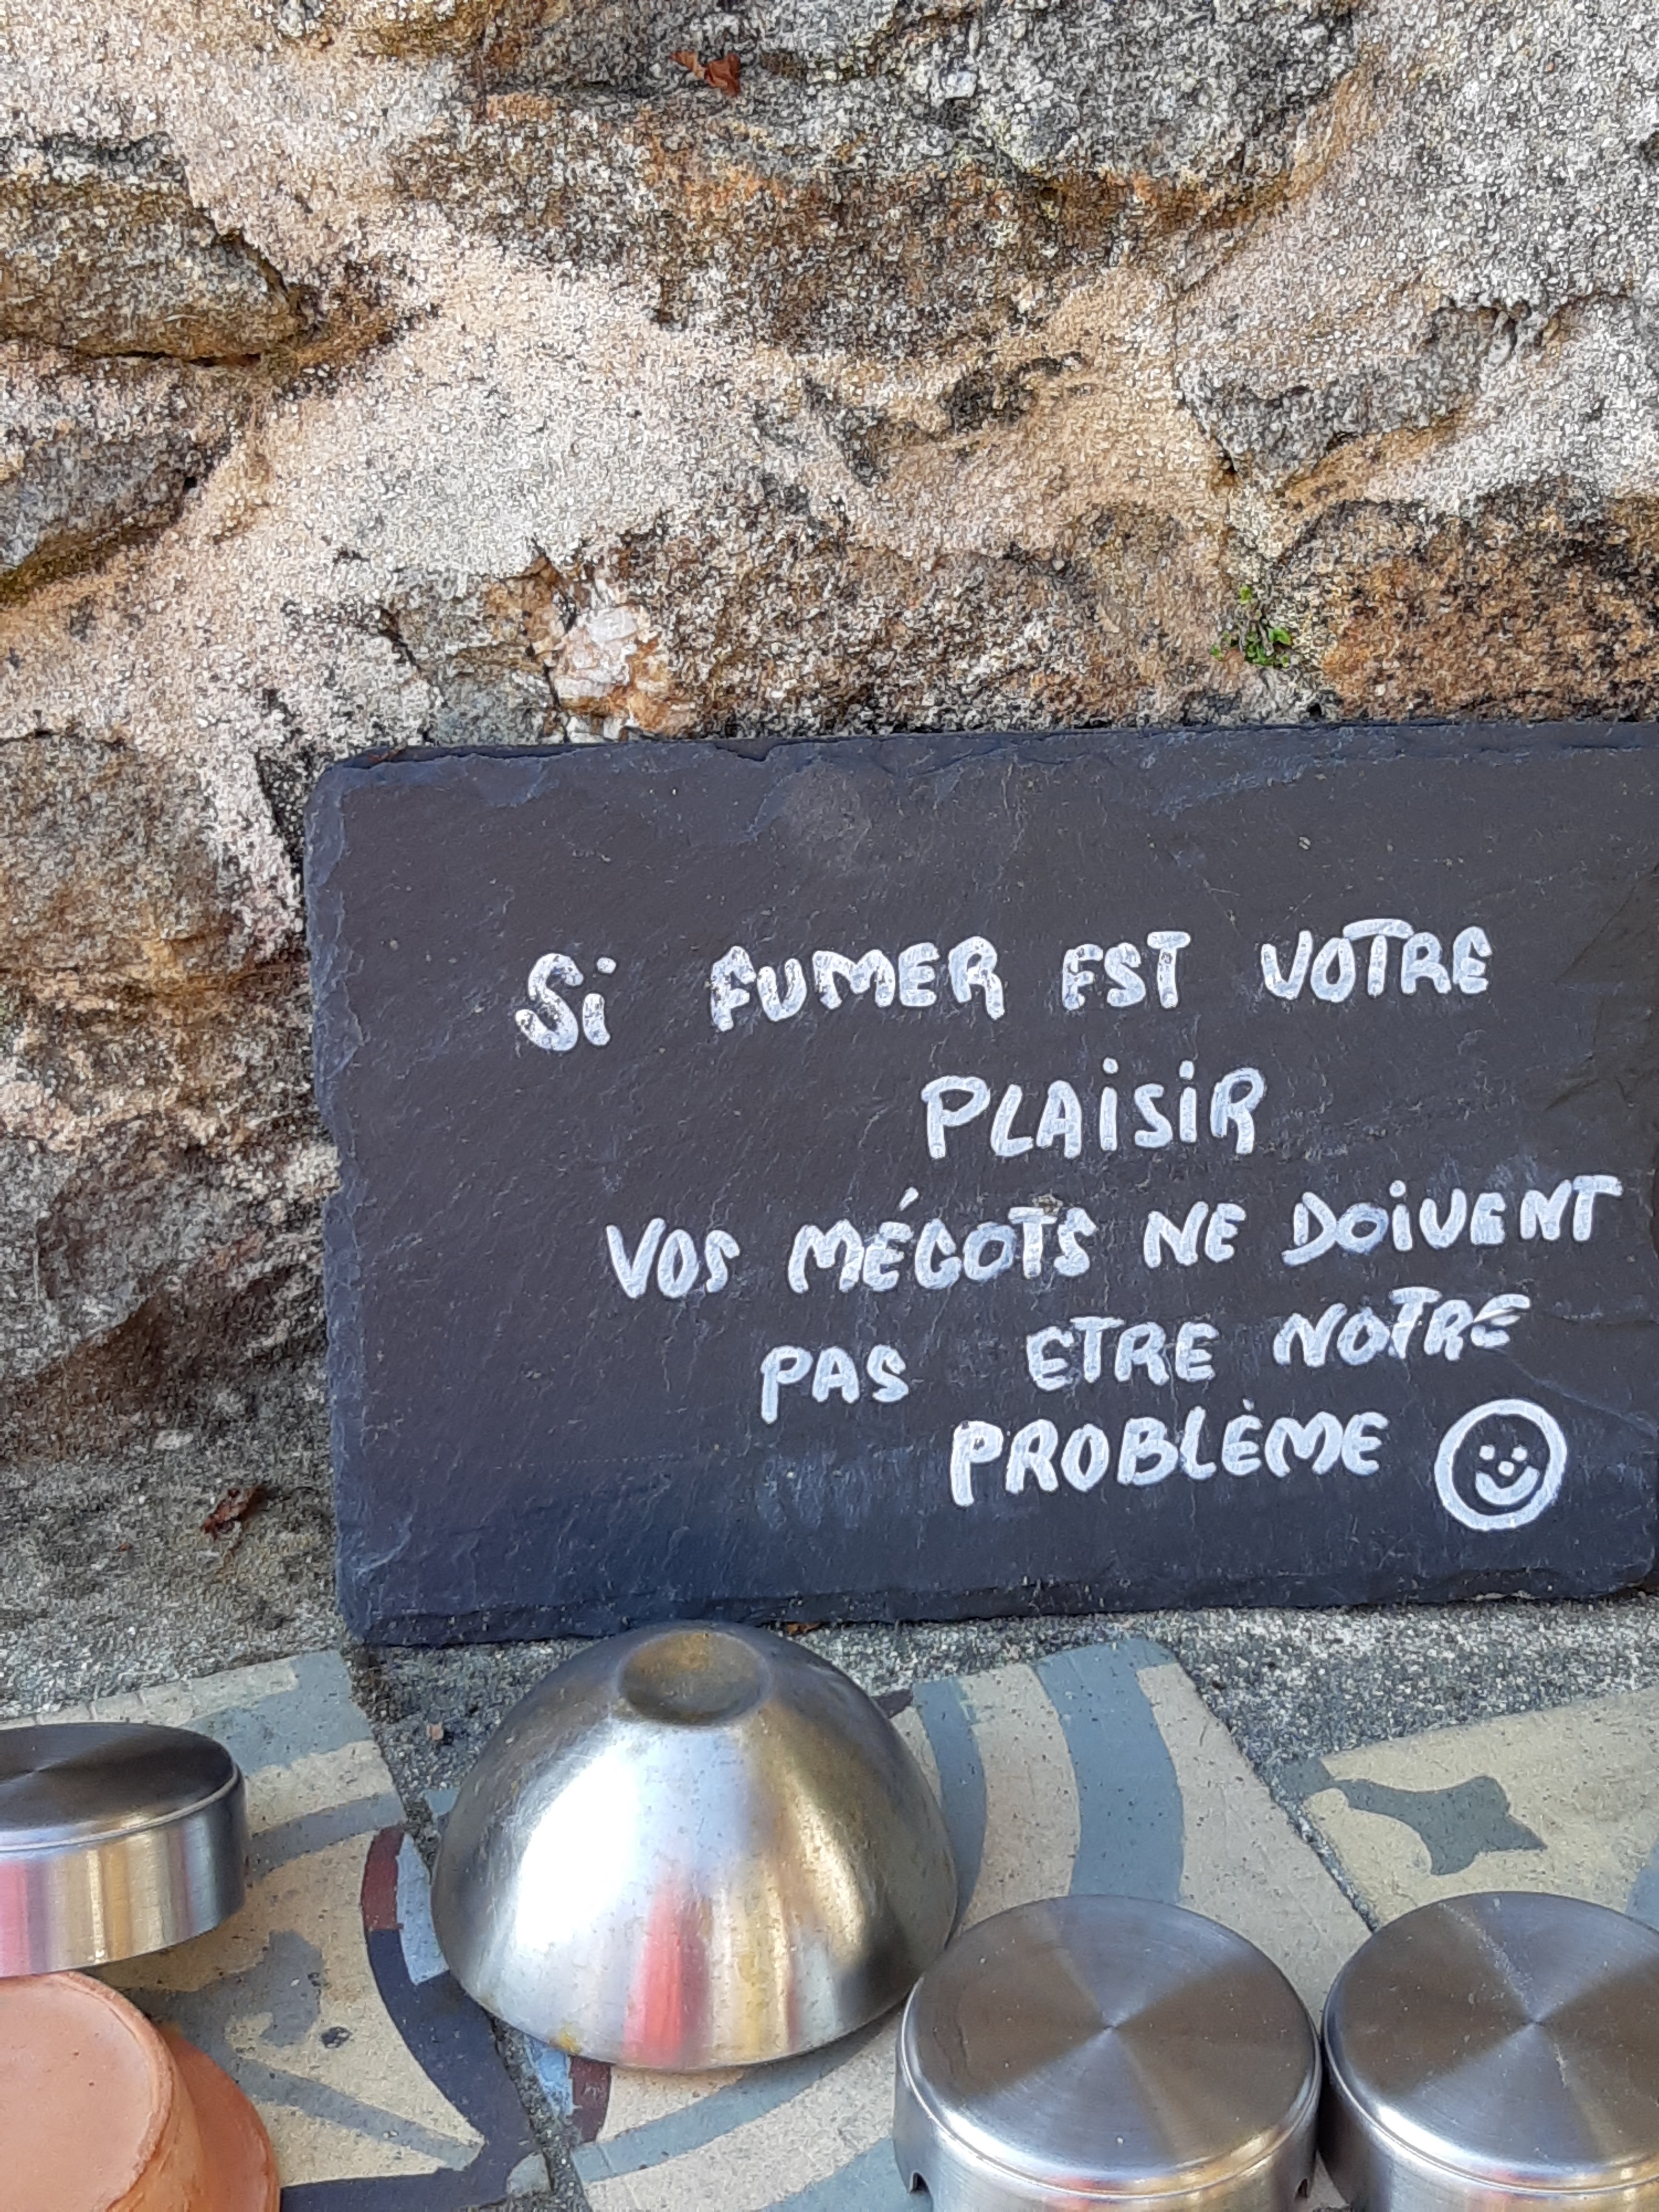 Si FUMER EST VOTRE
PLAiSiR
VOS MÉGOTS NE DOiVENT
PAS ETRE NOTRE
PROBLÈME